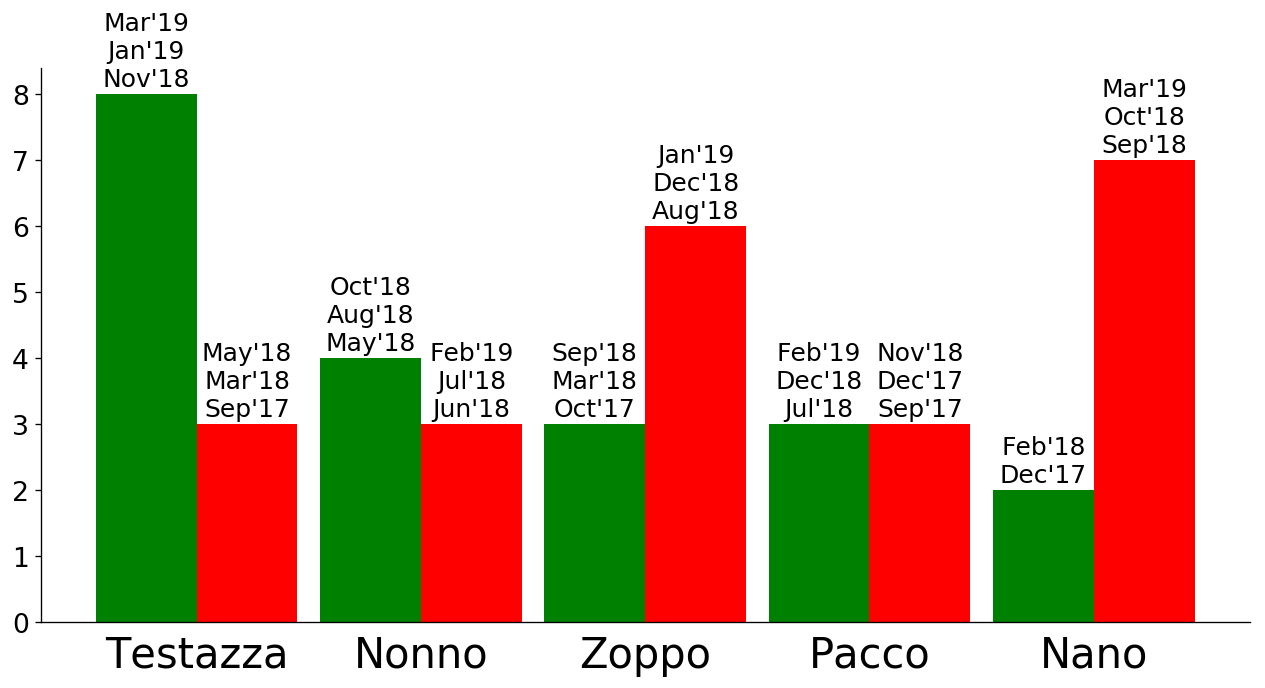 Mar'19
Jan'19
Nov'18
8
7
6
5
4
3
2
1
0
May'18
Mar'18
Sep'17
Oct'18
Aug'18
May'18
Feb'19
Jul'18
Jun'18
Sep'18
Mar'18
Oct'17
Jan'19
Dec'18
Aug'18
Feb'19
Dec'18
Jul'18
Nov'18
Dec'17
Sep'17
Feb'18
Dec'17
Mar'19
Oct'18
Sep'18
Testazza
Nonno
Zoppo
Pacco
Nano